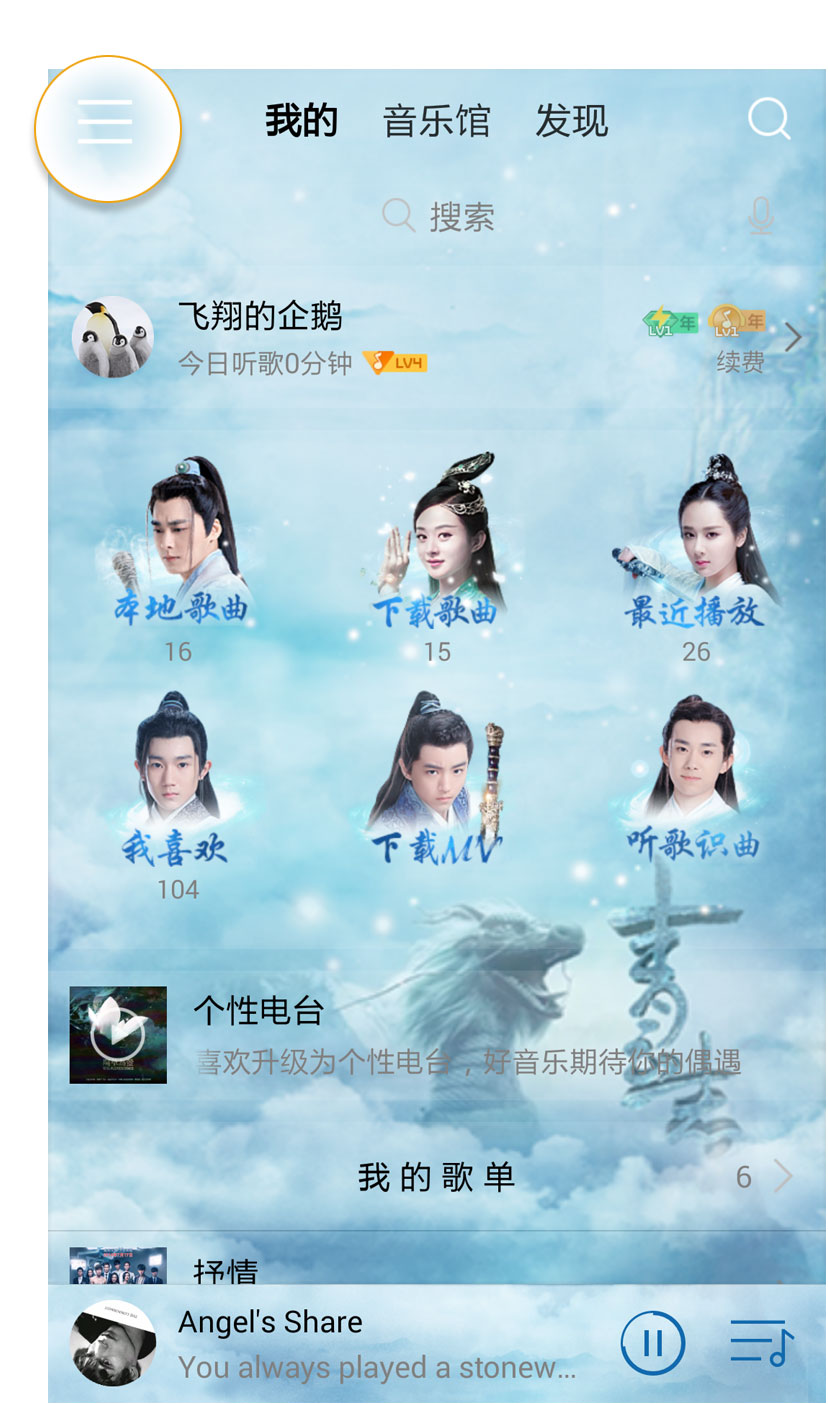 我的 音乐馆 发现
搜索
飞翔的企鹅
LV1 年 LV1 年
今日听歌0分钟 LV4
续费
本地歌曲 下载歌曲 最近播放
16 15 26
我喜欢 下载MV 听歌识曲
104
青云志
个性电台
喜欢升级为个性电台，好音乐期待你的偶遇
我的歌单 6
抒情
Angel's Share
You always played a stonew...